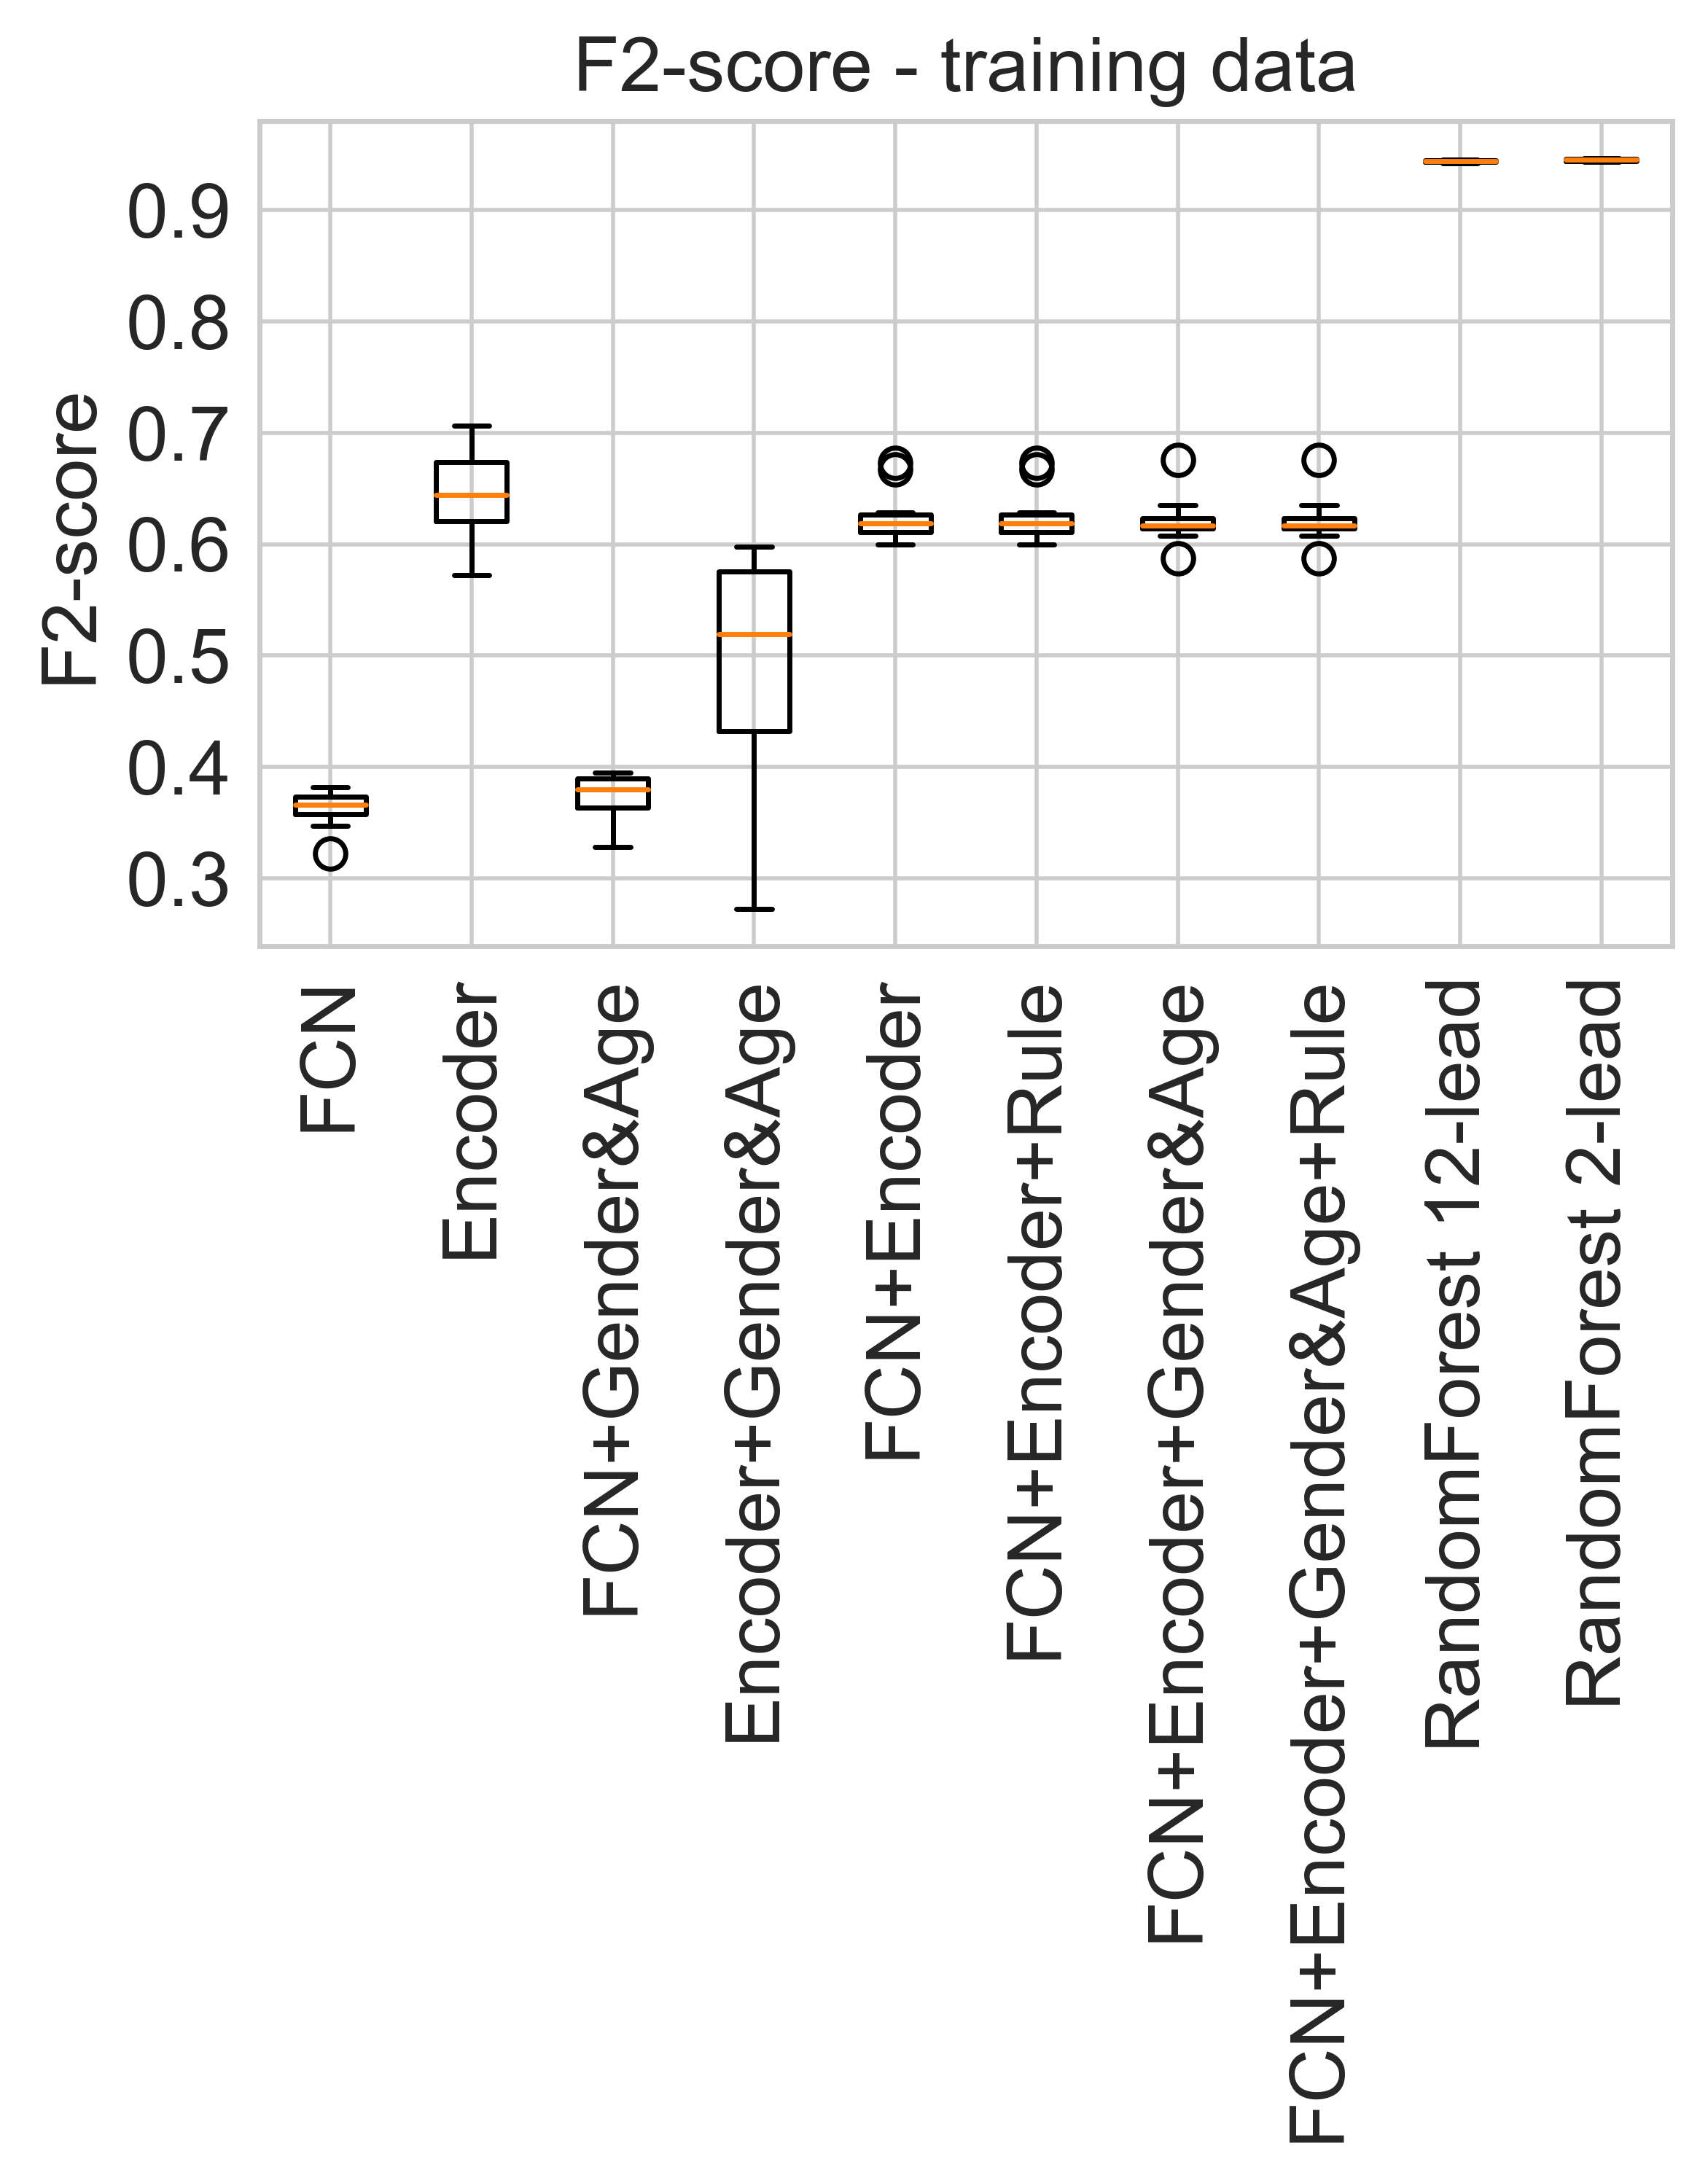 F2-score - training data
F2-score
0.9
0.8
0.7
0.6
0.5
0.4
0.3
FCN
Encoder
FCN+Gender&Age
Encoder+Gender&Age
FCN+Encoder
FCN+Encoder+Rule
FCN+Encoder+Gender&Age
FCN+Encoder+Gender&Age+Rule
RandomForest 12-lead
RandomForest 2-lead